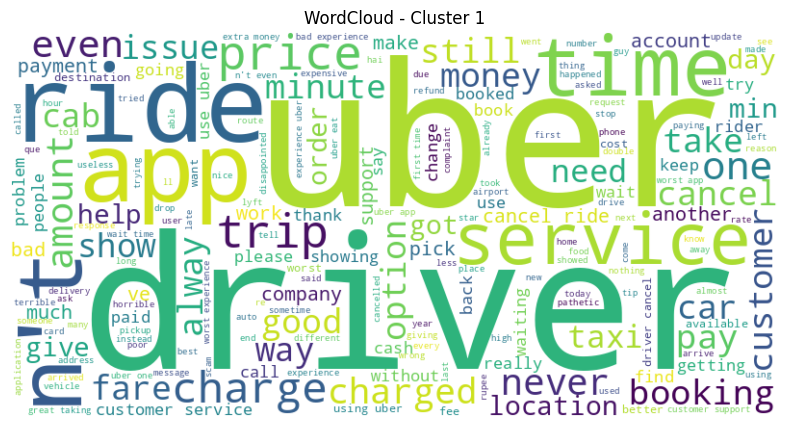 WordCloud - Cluster 1
even
issue
price
extra money
bad experience
make
still
went
number
guy
account
update
see
made
payment
going
n't even
expensive
hai
money
thing
happened
well
day
destination
use uber
minute
due
refund
booked
asked
try
called
hour
tried
ride
uber
time
request
stop
phone
paying
left
min
cab
able
route
order
experience uber
uber eat
book
change
complaint
already
first
cost
rider
reason
que
told
app
disappointed
say
support
first time
need
double
take
one
useless
trying
want
nice
took
airport
drive
keep
worst app
problem
people
amount
help
ll
drop
user
work
lyft
thank
star
use
wait
next
another
rate
cancel
response
wait time
late
tell
trip
uber app
got
cancel ride
home
know
away
bad
show
please
showing
option
pick
service
food
showed
come
customer
n't
driver
long
alway
worst
less
place
nothing
almost
delivery
ask
ve
worst experience
said
company
cancelled
back
new
today
pathetic
driver cancel
car
terrible
someone
many
horrible
re
sometime
year
tip
arrive
much
paid
good
auto
waiting
taxi
pay
available
application
card
pickup
instead
poor
way
end
different
giving
every
wrong
cash
high
give
address
best
scam
call
experience
without
really
find
getting
arrived
vehicle
uber one
message
fare
charge
charged
last
rupee
never
used
booking
using
great taking
customer service
using uber
fee
location
better
customer support